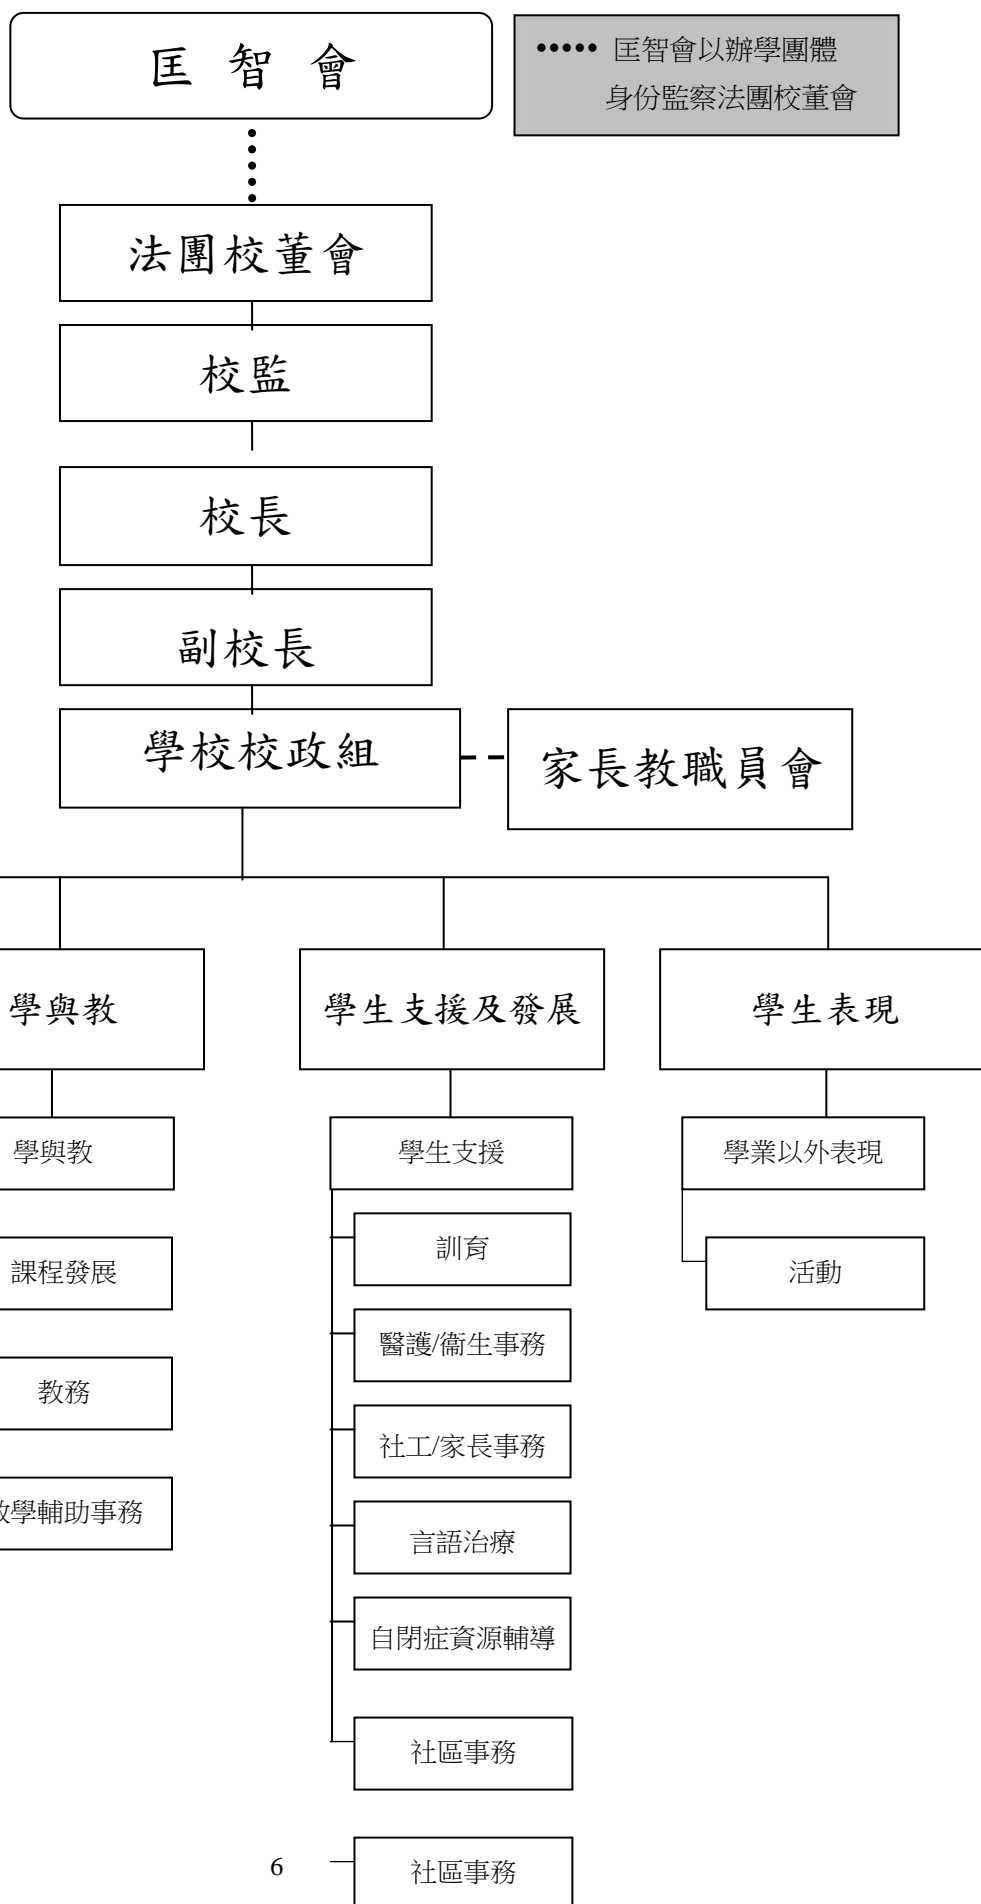 匡 智 會
••••• 匡智會以辦學團體
身份監察法團校董會
法團校董會
校監
校長
副校長
學校校政組
家長教職員會
學與教
學生支援及發展
學生表現
學與教
學生支援
學業以外表現
訓育
課程發展
活動
醫護/衞生事務
教務
社工/家長事務
教學輔助事務
言語治療
自閉症資源輔導
社區事務
6
社區事務